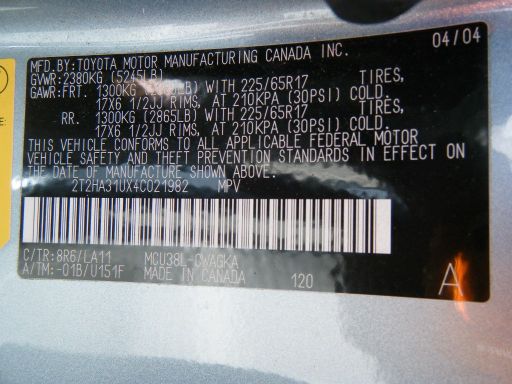 MFD.BY:TOYOTA MOTOR MANUFACTURING CANADA INC. 04/04
GVWR:2380KG (5245LB)
GAWR:FRT. 1300KG LB) WITH 225/65R17 TIRES,
17X6 1/2JJ RIMS, AT 210KPA (30PSI) COLD.
RR. 1300KG (2865LB) WITH 225/65R17 TIRES,
17X6 1/2JJ RIMS, AT 210KPA (30PSI) COLD.
THIS VEHICLE CONFORMS TO ALL APPLICABLE FEDERAL MOTOR
VEHICLE SAFETY AND THEFT PREVENTION STANDARDS IN EFFECT ON
THE DATE OF MANUFACTURE SHOWN ABOVE.
2T2HA31UX4C021982 MPV
C/TR:8R6/LA11 MCU38L-CWAGKA
A/TM:-01B/U151F MADE IN CANADA 120 A